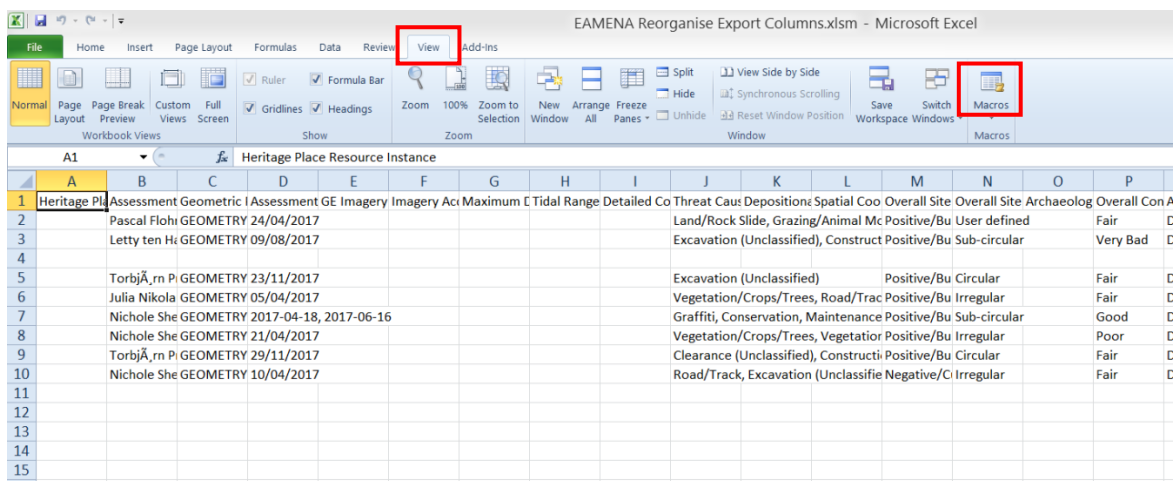 EAMENA Reorganise Export Columns.xlsm - Microsoft Excel
File Home Insert Page Layout Formulas Data Review View Add-Ins
Normal Page Layout Page Break Preview Custom Views Full Screen
Workbook Views
Ruler Formula Bar
Gridlines Headings
Show
Zoom 100% Zoom to Selection
Zoom
New Window Arrange All Freeze Panes
Split
Hide
Unhide
View Side by Side
Synchronous Scrolling
Reset Window Position
Save Workspace Switch Windows
Window
Macros
Macros
A1 fx Heritage Place Resource Instance
A B C D E F G H I J K L M N O P
1 Heritage Pla Assessment Geometric I Assessment GE Imagery Imagery Acc Maximum D Tidal Range Detailed Co Threat Caus Depositiona Spatial Coo Overall Site Overall Site Archaeolog Overall Con A
2 Pascal Flohr GEOMETRY 24/04/2017 Land/Rock Slide, Grazing/Animal Mo Positive/Bu User defined Fair D
3 Letty ten Ha GEOMETRY 09/08/2017 Excavation (Unclassified), Construct Positive/Bu Sub-circular Very Bad D
4
5 TorbjÃ¸rn Pr GEOMETRY 23/11/2017 Excavation (Unclassified) Positive/Bu Circular Fair D
6 Julia Nikola GEOMETRY 05/04/2017 Vegetation/Crops/Trees, Road/Trac Positive/Bu Irregular Fair D
7 Nichole She GEOMETRY 2017-04-18, 2017-06-16 Graffiti, Conservation, Maintenance Positive/Bu Sub-circular Good D
8 Nichole She GEOMETRY 21/04/2017 Vegetation/Crops/Trees, Vegetation Positive/Bu Irregular Poor D
9 TorbjÃ¸rn Pr GEOMETRY 29/11/2017 Clearance (Unclassified), Constructi Positive/Bu Circular Fair D
10 Nichole She GEOMETRY 10/04/2017 Road/Track, Excavation (Unclassifie Negative/Cu Irregular Fair D
11
12
13
14
15